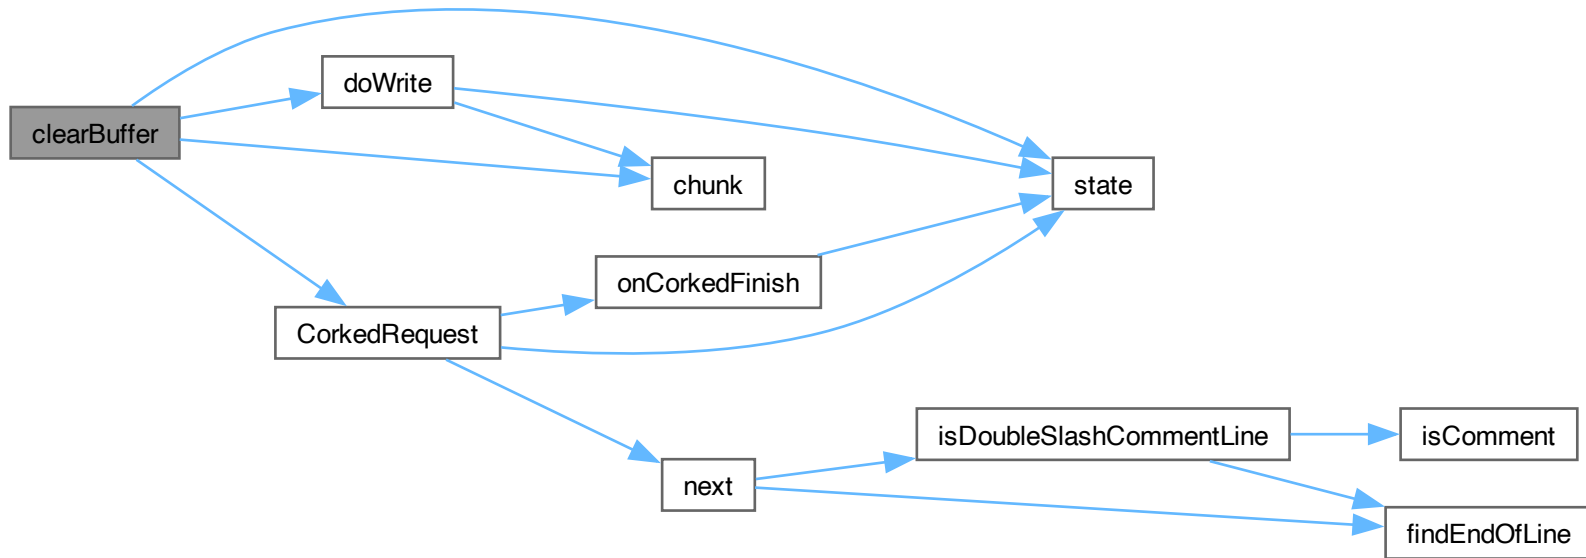 doWrite
clearBuffer
chunk
state
onCorkedFinish
CorkedRequest
isDoubleSlashCommentLine
isComment
next
findEndOfLine